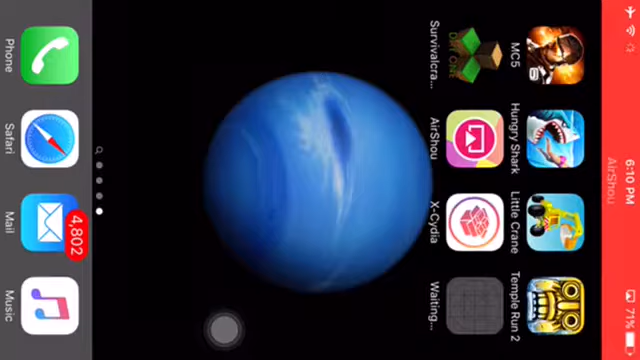 6:10 PM
71%
AirShou
MC5
Hungry Shark
Little Crane
Temple Run 2
Survivalcra...
AirShou
X-Cydia
Waiting...
Phone
Safari
4,802
Mail
Music